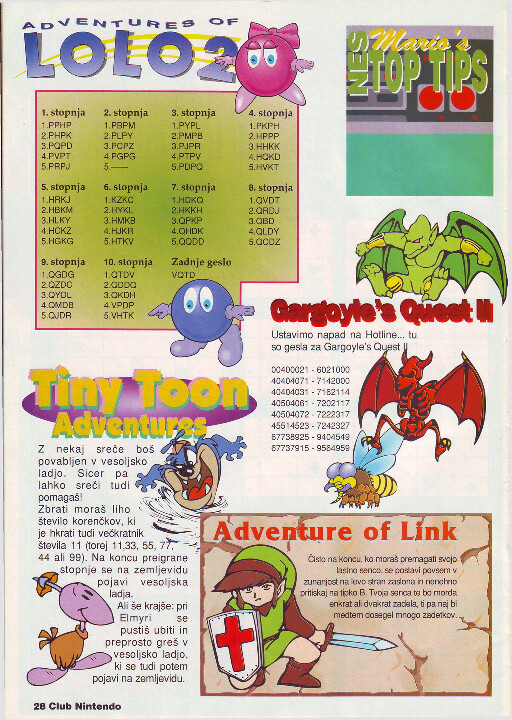 ADVENTURES OF
LOLO2
NES Mario's
TOP TIPS
1. stopnja 2. stopnja 3. stopnja 4. stopnja
1.PPHP 1.PBPM 1.PYPL 1.PKPH
2.PHPK 2.PLPY 2.PMPB 2.HPPP
3.PQPD 3.PCPZ 3.PJPR 3.HHKK
4.PVPT 4.PGPG 4.PTPV 4.HQKD
5.PRPJ 5.—— 5.PDPQ 5.HVKT
5. stopnja 6. stopnja 7. stopnja 8. stopnja
1.HRKJ 1.KZKC 1.HDKQ 1.QVDT
2.HBKM 2.HYKL 2.HKKH 2.QRDJ
3.HLKY 3.HMKB 3.QPKP 3.QBD
4.HCKZ 4.HJKR 4.QHDK 4.QLDY
5.HGKG 5.HTKV 5.QQDD 5.QCDZ
9. stopnja 10. stopnja Zadnje geslo
1.QGDG 1.QTDV VQTD
2.QZDC 2.QDDQ
3.QYDL 3.QKDH
4.QMDB 4.VPDP
5.QJDR 5.VHTK
Gargoyle's Quest II
Ustavimo napad na Hotline... tu
so gesla za Gargoyle's Quest II
00400021 - 6021000
40404071 - 7142000
40404031 - 7162114
40504061 - 7202117
40504072 - 7222317
45514523 - 7242327
67738925 - 9404549
67737915 - 9564959
Tiny Toon
Adventures
Z nekaj sreče boš
povabljen v vesoljsko
ladjo. Sicer pa
lahko sreči tudi
pomagaš!
Zbrati moraš liho
število korenčkov, ki
je hkrati tudi večkratnik
števila 11 (torej 11,33, 55, 77,
44 ali 99). Na koncu preigrane
stopnje se na zemljevidu
pojavi vesoljska
ladja.
Ali še krajše: pri
Elmyri se
pustiš ubiti in
preprosto greš v
vesoljsko ladjo,
ki se tudi potem
pojavi na zemljevidu.
Adventure of Link
Čisto na koncu, ko moraš premagati svojo
lastno senco, se postavi povsem v
zunanjost na levo stran zaslona in nenehno
pritiskaj na tipko B. Tvoja senca te bo morda
enkrat ali dvakrat zadela, ti pa naj bi
medtem dosegel mnogo zadetkov.
28 Club Nintendo